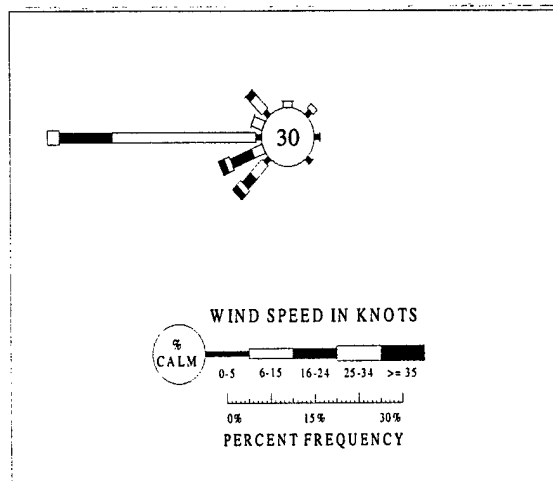 30
WIND SPEED IN KNOTS
%
CALM
0-5 6-15 16-24 25-34 >= 35
0% 15% 30%
PERCENT FREQUENCY